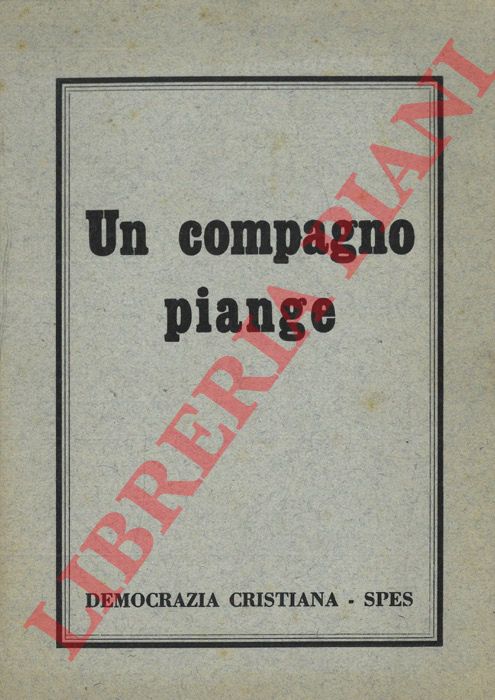 Un compagno
piange
DEMOCRAZIA CRISTIANA - SPES
LIBRERIA PIANI